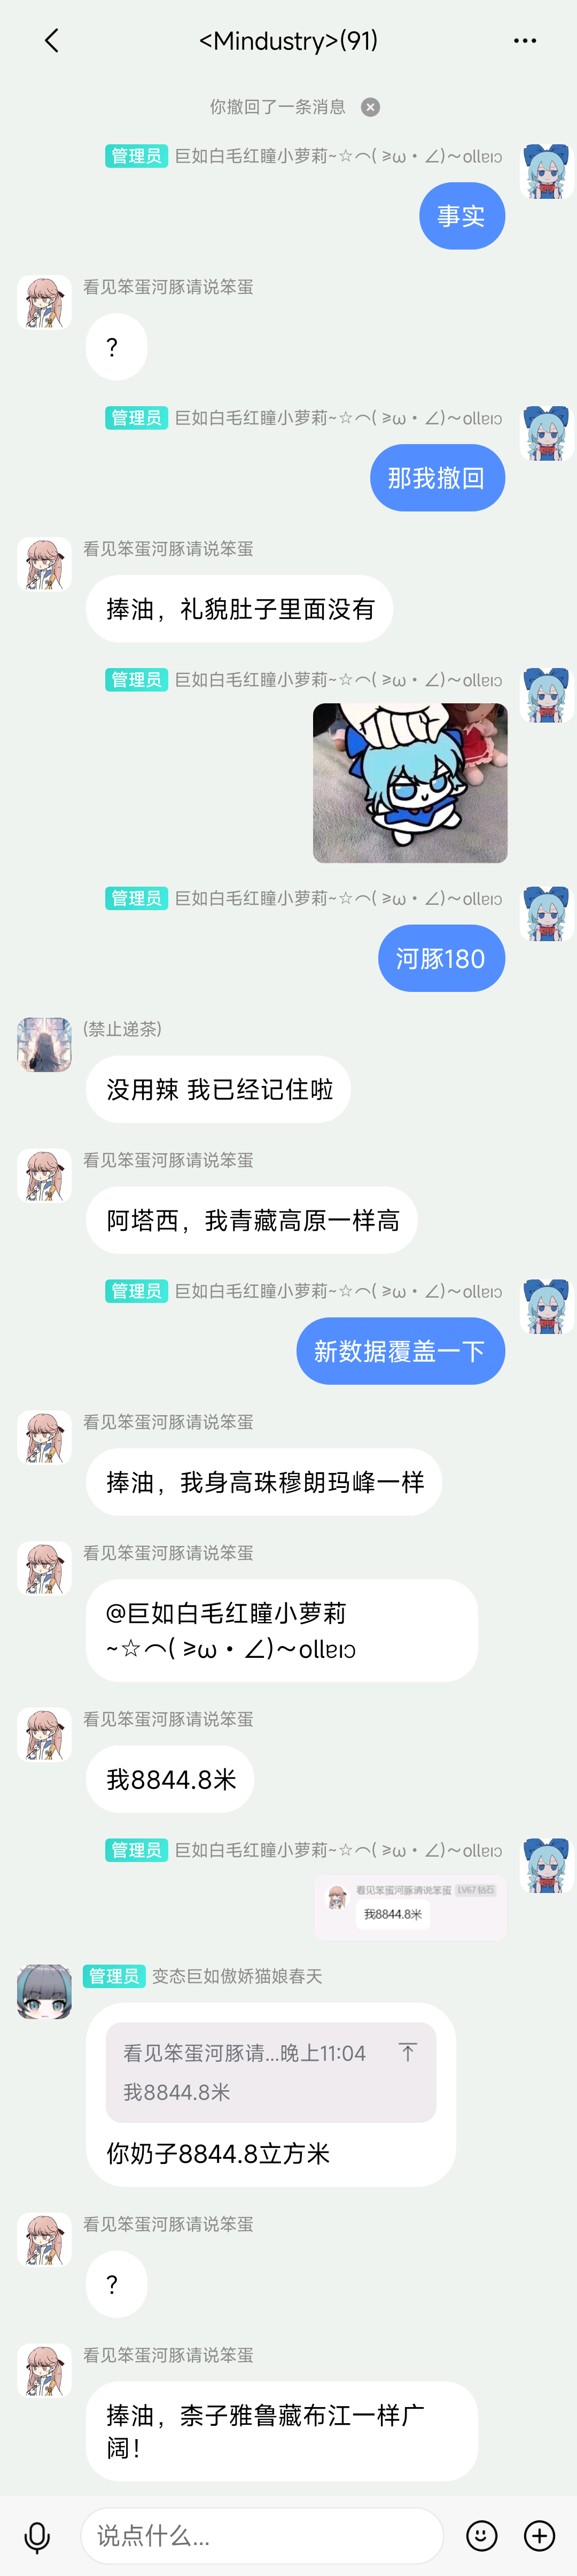 <Mindustry>(91)
你撤回了一条消息
管理员 巨如白毛红瞳小萝莉~☆⌒( ≥ω・∠)～ollɐıɔ
事实
看见笨蛋河豚请说笨蛋
？
管理员 巨如白毛红瞳小萝莉~☆⌒( ≥ω・∠)～ollɐıɔ
那我撤回
看见笨蛋河豚请说笨蛋
捧油，礼貌肚子里面没有
管理员 巨如白毛红瞳小萝莉~☆⌒( ≥ω・∠)～ollɐıɔ
管理员 巨如白毛红瞳小萝莉~☆⌒( ≥ω・∠)～ollɐıɔ
河豚180
(禁止递茶)
没用辣 我已经记住啦
看见笨蛋河豚请说笨蛋
阿塔西，我青藏高原一样高
管理员 巨如白毛红瞳小萝莉~☆⌒( ≥ω・∠)～ollɐıɔ
新数据覆盖一下
看见笨蛋河豚请说笨蛋
捧油，我身高珠穆朗玛峰一样
看见笨蛋河豚请说笨蛋
@巨如白毛红瞳小萝莉
~☆⌒( ≥ω・∠)～ollɐıɔ
看见笨蛋河豚请说笨蛋
我8844.8米
管理员 巨如白毛红瞳小萝莉~☆⌒( ≥ω・∠)～ollɐıɔ
看见笨蛋河豚请说笨蛋 LV67 钻石
我8844.8米
管理员 变态巨如傲娇猫娘春天
看见笨蛋河豚请...晚上11:04
我8844.8米
你奶子8844.8立方米
看见笨蛋河豚请说笨蛋
？
看见笨蛋河豚请说笨蛋
捧油，柰子雅鲁藏布江一样广
阔！
说点什么...